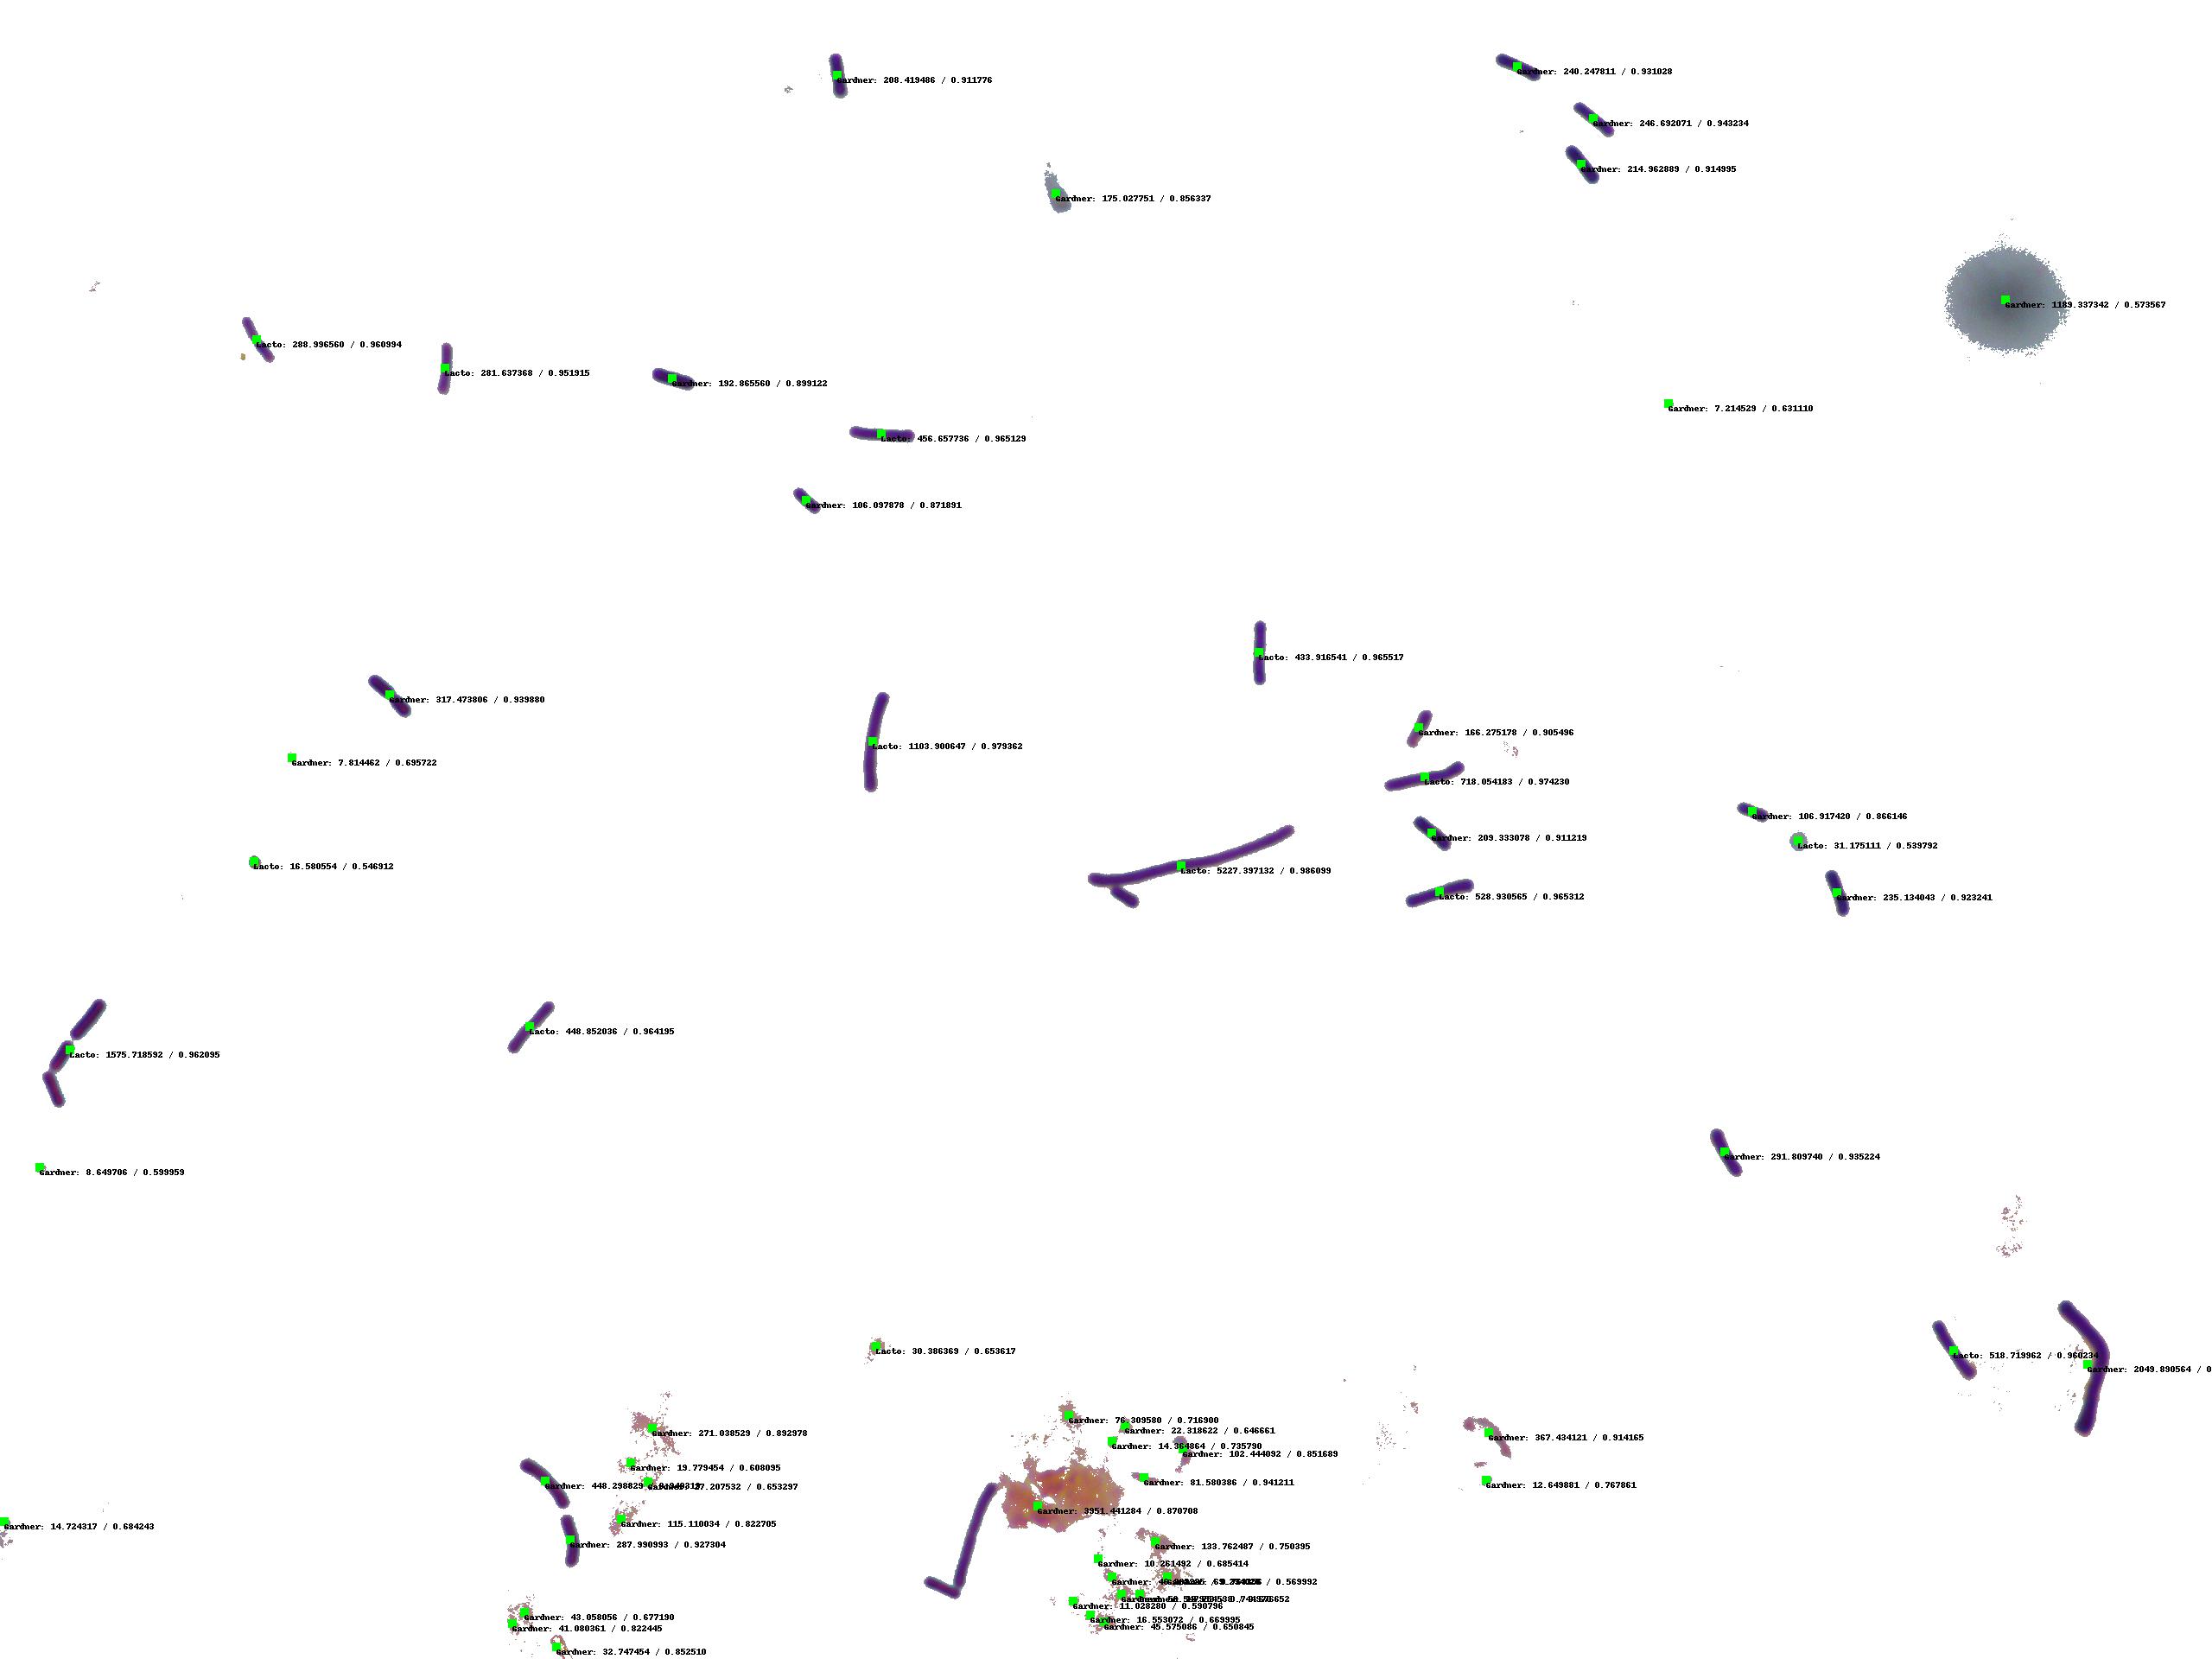 Gardner: 240.247811 / 0.931028
Gardner: 208.419486 / 0.911776
Gardner: 246.692071 / 0.943234
Gardner: 214.962889 / 0.914995
Gardner: 175.027751 / 0.856337
Gardner: 1189.337342 / 0.573567
Lacto: 288.996560 / 0.960994
Lacto: 281.637368 / 0.951915
Gardner: 192.865560 / 0.899122
Gardner: 7.214529 / 0.631110
Lacto: 456.657736 / 0.965129
Gardner: 106.097878 / 0.871891
Lacto: 433.916541 / 0.965517
Gardner: 317.473806 / 0.939880
Gardner: 166.275178 / 0.905496
Lacto: 1103.900647 / 0.979362
Gardner: 7.814462 / 0.695722
Lacto: 718.054183 / 0.974230
Gardner: 106.917420 / 0.866146
Gardner: 209.333078 / 0.911219
Lacto: 31.175111 / 0.539792
Lacto: 16.580554 / 0.546912
Lacto: 5227.397132 / 0.986099
Lacto: 528.930565 / 0.965312
Gardner: 235.134043 / 0.923241
Lacto: 448.852036 / 0.964195
Lacto: 1575.718592 / 0.962095
Gardner: 291.809740 / 0.935224
Gardner: 8.649706 / 0.599959
Lacto: 30.386369 / 0.653617
Lacto: 518.719962 / 0.960234
Gardner: 2049.890564 / 0
Gardner: 76.309580 / 0.716900
Gardner: 22.318622 / 0.646661
Gardner: 271.038529 / 0.892978
Gardner: 367.434121 / 0.914165
Gardner: 14.364864 / 0.735790
Gardner: 102.444092 / 0.851689
Gardner: 19.779454 / 0.608095
Gardner: 81.580386 / 0.941211
Gardner: 448.298829
27.207532 / 0.653297
Gardner: 12.649881 / 0.767861
Gardner: 3951.441284 / 0.870708
Gardner: 115.110034 / 0.822705
Gardner: 14.724317 / 0.684243
Gardner: 287.990993 / 0.927304
Gardner: 133.762487 / 0.750395
Gardner: 10.261492 / 0.685414
/ 0.569992
Gardner: 11.028280 / 0.590796
Gardner: 43.058056 / 0.677190
Gardner: 16.553072 / 0.669995
Gardner: 45.575086 / 0.650845
Gardner: 41.080361 / 0.822445
Gardner: 32.747454 / 0.852510